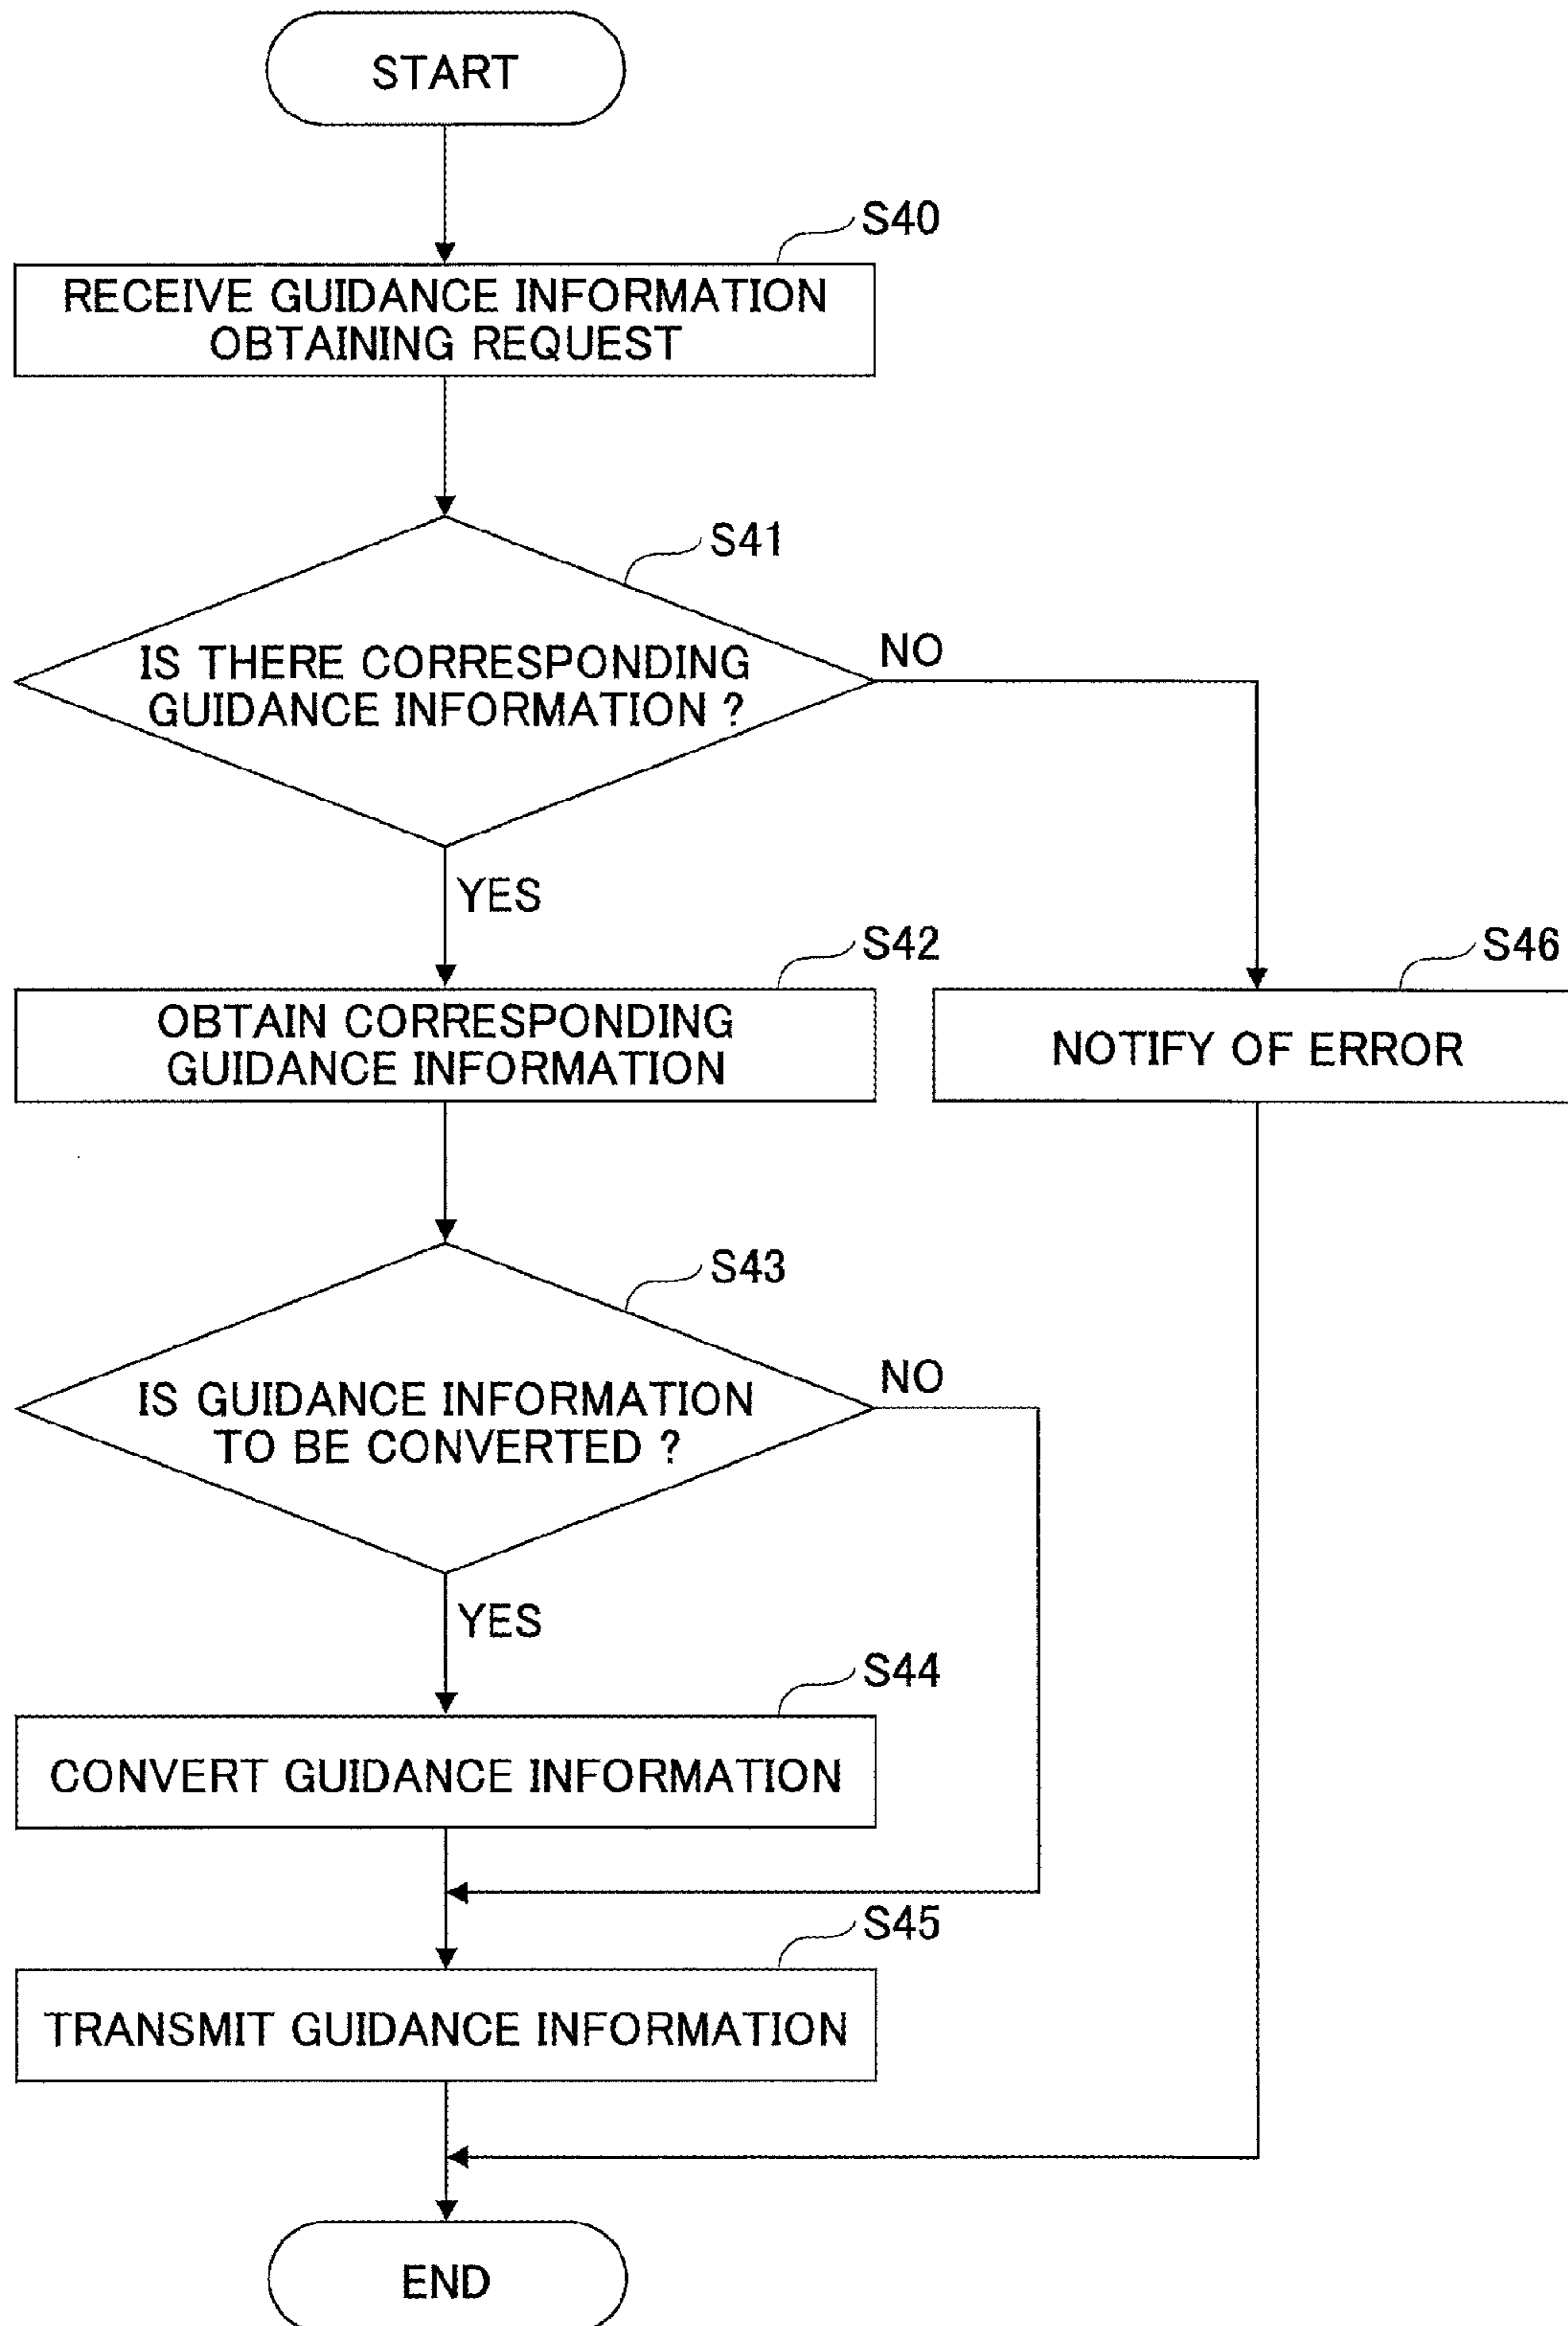 START
S40
RECEIVE GUIDANCE INFORMATION
OBTAINING REQUEST
S41
IS THERE CORRESPONDING
GUIDANCE INFORMATION ?
NO
YES
S42
OBTAIN CORRESPONDING
GUIDANCE INFORMATION
S46
NOTIFY OF ERROR
S43
IS GUIDANCE INFORMATION
TO BE CONVERTED ?
NO
YES
S44
CONVERT GUIDANCE INFORMATION
S45
TRANSMIT GUIDANCE INFORMATION
END